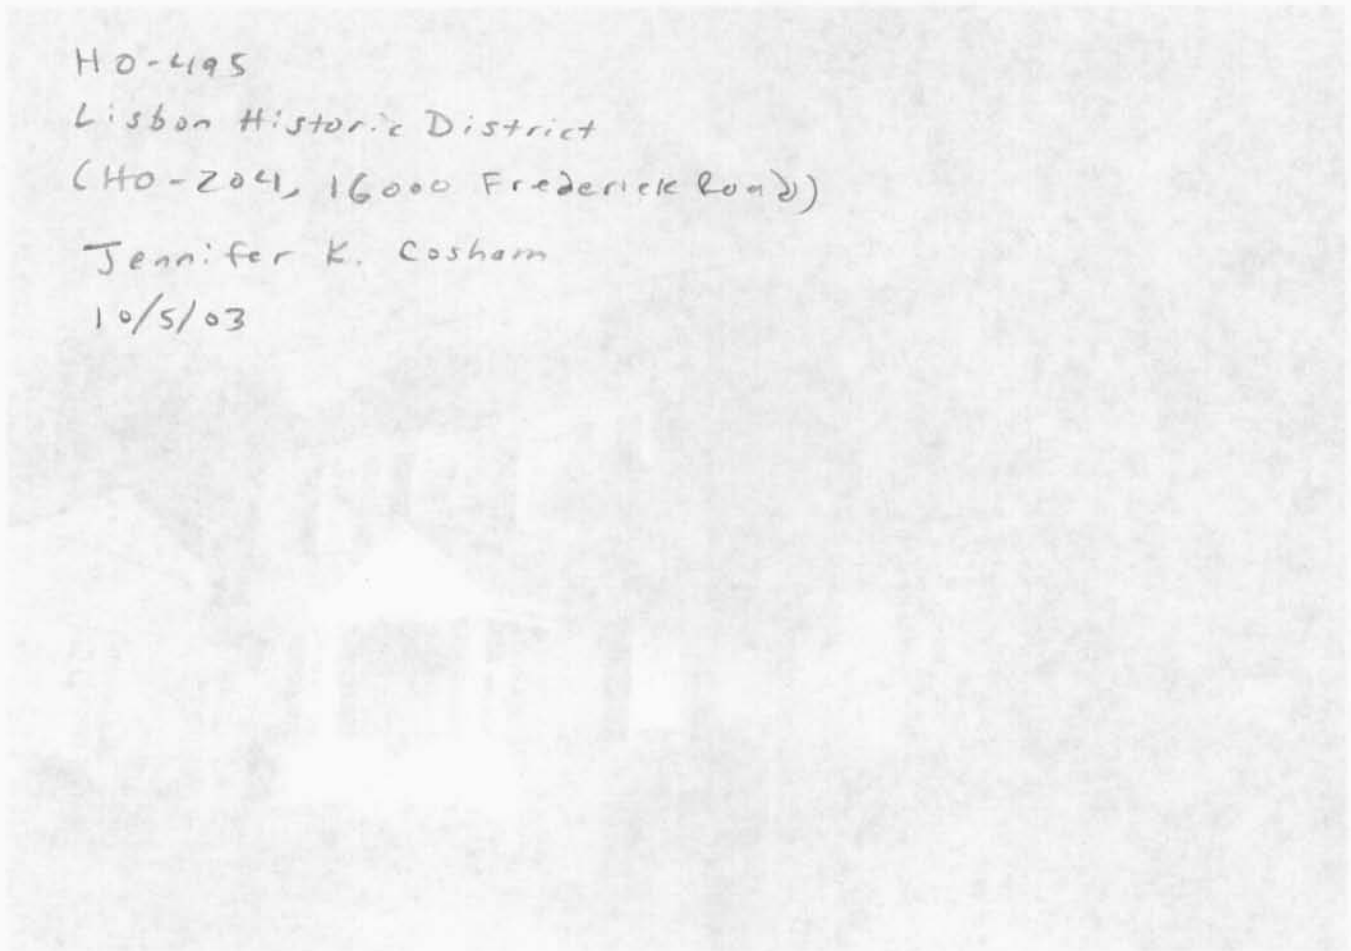 HO-495
Lisbon Historic District
(HO-204, 16000 Frederick Road)
Jennifer K. Cosham
10/5/03